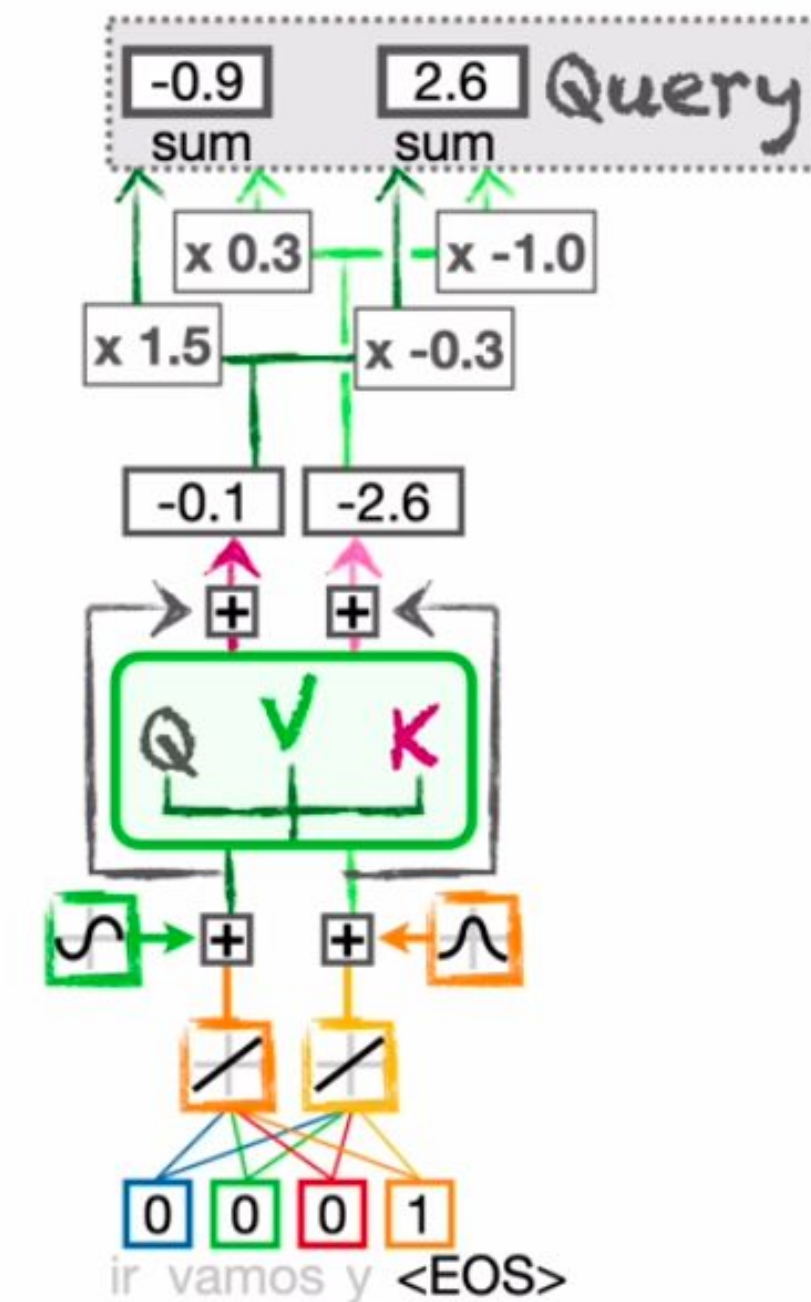 -0.9 2.6 Query
sum sum
x 0.3 x -1.0
x 1.5 x -0.3
-0.1 -2.6
+ +
Q V K
+ +
0 0 0 1
ir vamos y <EOS>